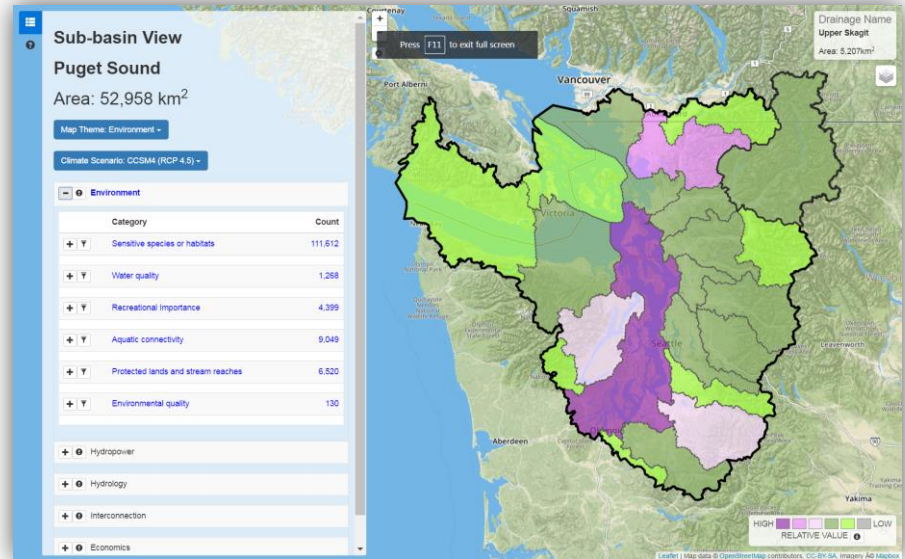 Sub-basin View
Puget Sound
Area: 52,958 km²
Map Theme: Environment
Climate Scenario: CCSM4 (RCP 4.5)
Environment
Category Count
Sensitive species or habitats 111,612
Water quality 1,268
Recreational Importance 4,399
Aquatic connectivity 9,049
Protected lands and stream reaches 6,520
Environmental quality 130
Hydropower
Hydrology
Interconnection
Economics
Press F11 to exit full screen
Drainage Name
Upper Skagit
Area: 5,207km²
Courtenay
Squamish
Port Alberni
Vancouver
Victoria
Seattle
Leavenworth
Olympia
Aberdeen
Yakima
HIGH LOW
RELATIVE VALUE
Leaflet | Map data © OpenStreetMap contributors, CC-BY-SA, Imagery Â© Mapbox